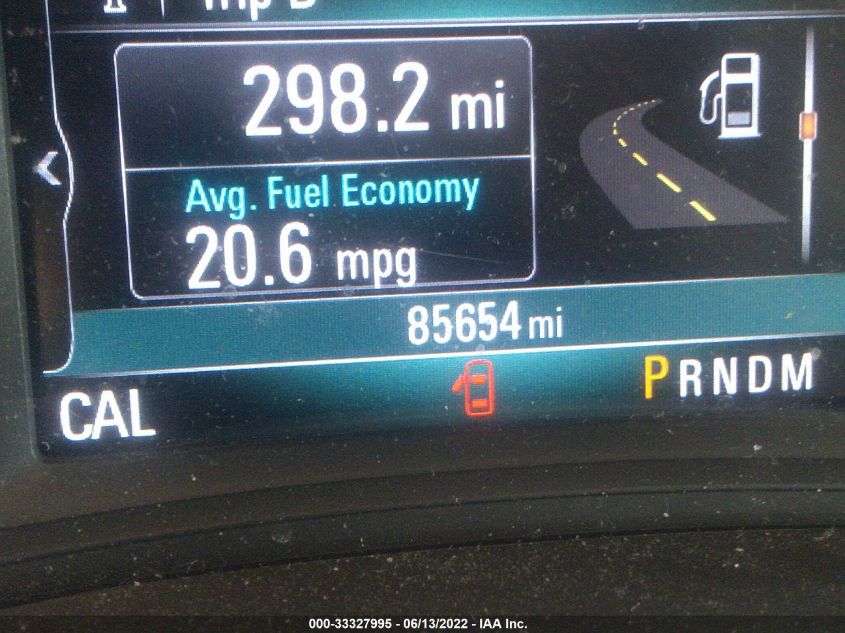 Trip B
298.2 mi
Avg. Fuel Economy
20.6 mpg
85654 mi
CAL
PRNDM
000-33327995 - 06/13/2022 - IAA Inc.